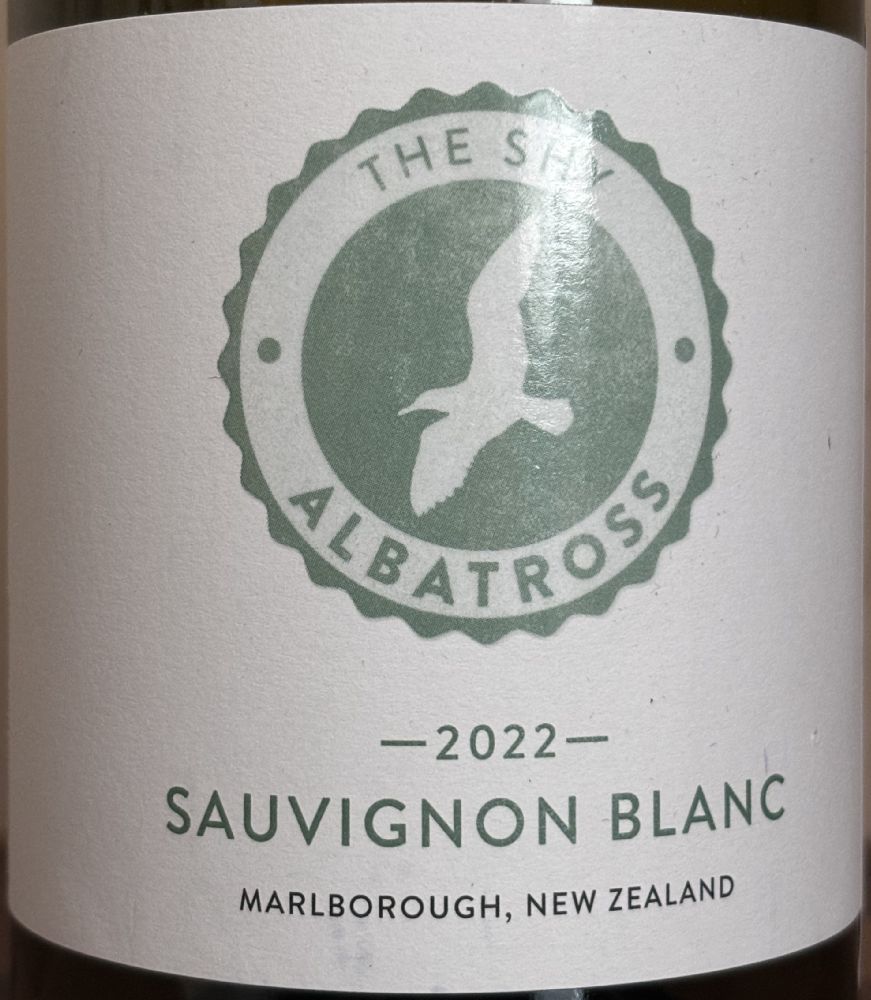 THE SHY
ALBATROSS
—2022—
SAUVIGNON BLANC
MARLBOROUGH, NEW ZEALAND